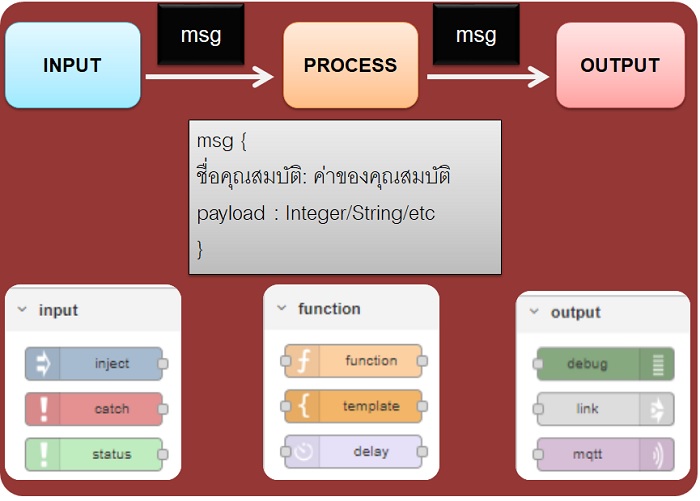 msg
msg
INPUT
PROCESS
OUTPUT
msg {
ชื่อคุณสมบัติ: ค่าของคุณสมบัติ
payload : Integer/String/etc
}
input
inject
catch
status
function
function
template
delay
output
debug
link
mqtt